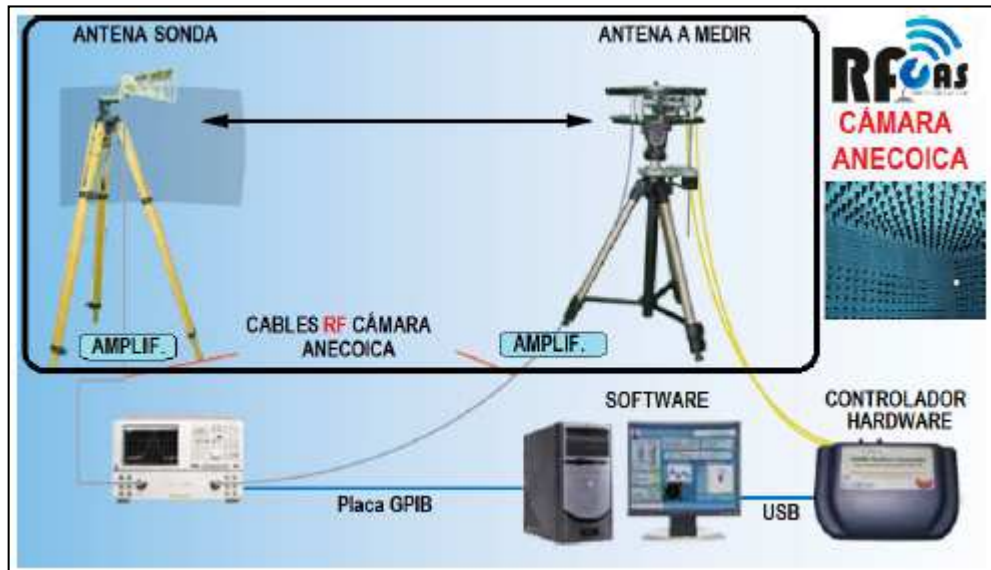 ANTENA SONDA
ANTENA A MEDIR
RF
CÁMARA
ANECOICA
CABLES RF CÁMARA
ANECOICA
AMPLIF.
AMPLIF.
SOFTWARE
CONTROLADOR
HARDWARE
Placa GPIB
USB